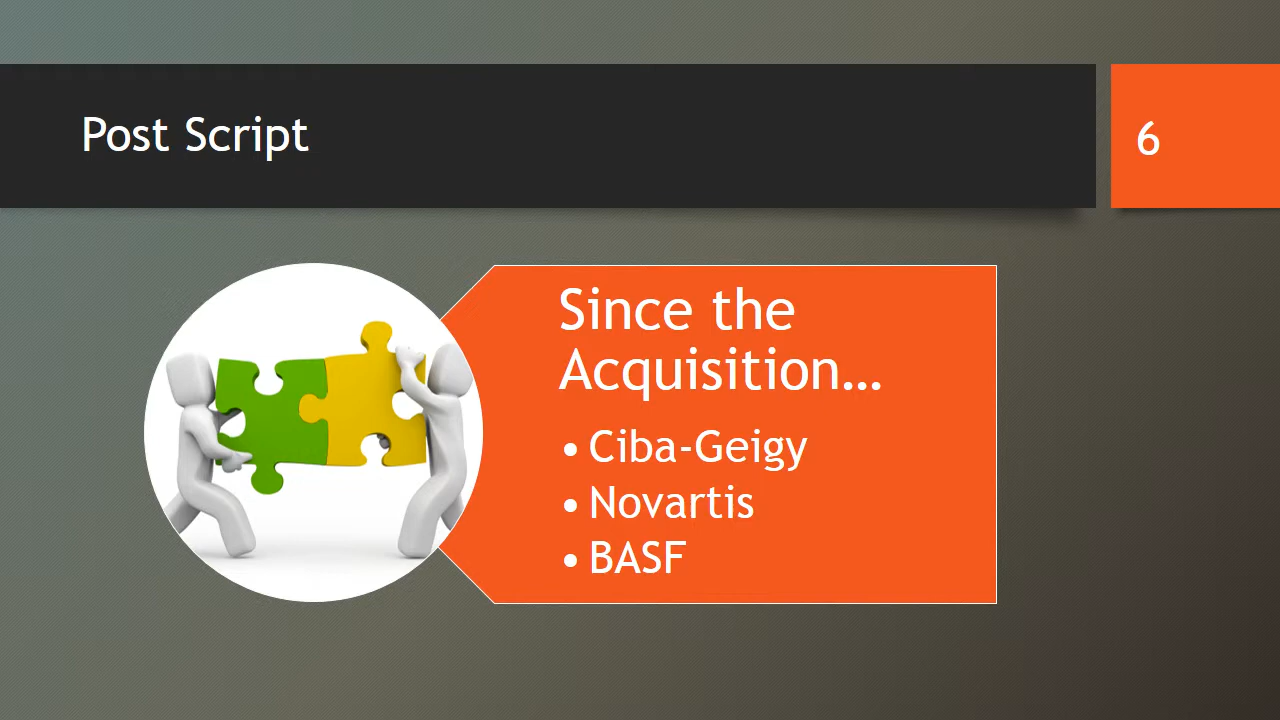 Post Script
6
Since the
Acquisition…
• Ciba-Geigy
• Novartis
• BASF